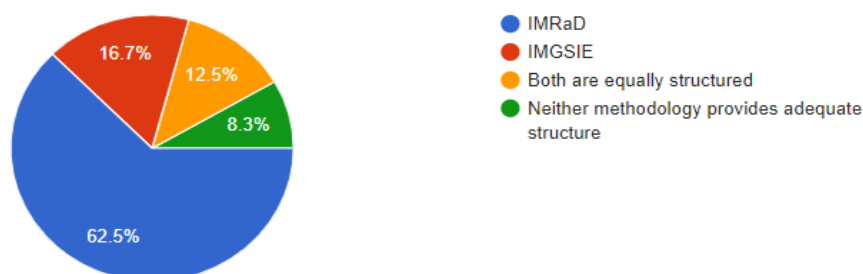 IMRaD
IMGSIE
Both are equally structured
Neither methodology provides adequate
structure
16.7%
12.5%
8.3%
62.5%